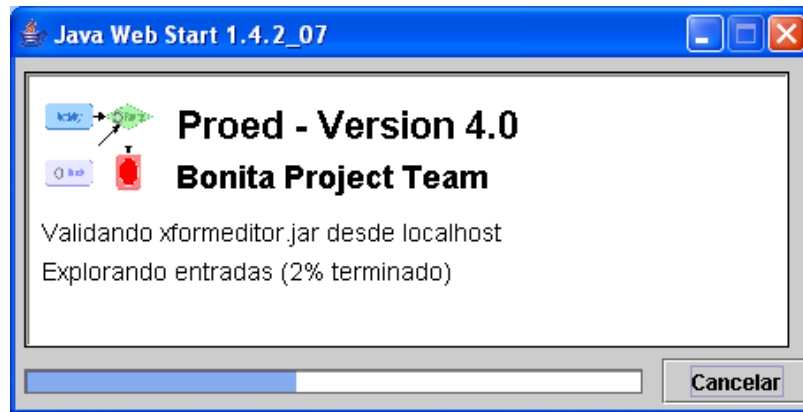 Java Web Start 1.4.2_07
Proed - Version 4.0
Bonita Project Team
Validando xformeditor.jar desde localhost
Explorando entradas (2% terminado)
Cancelar